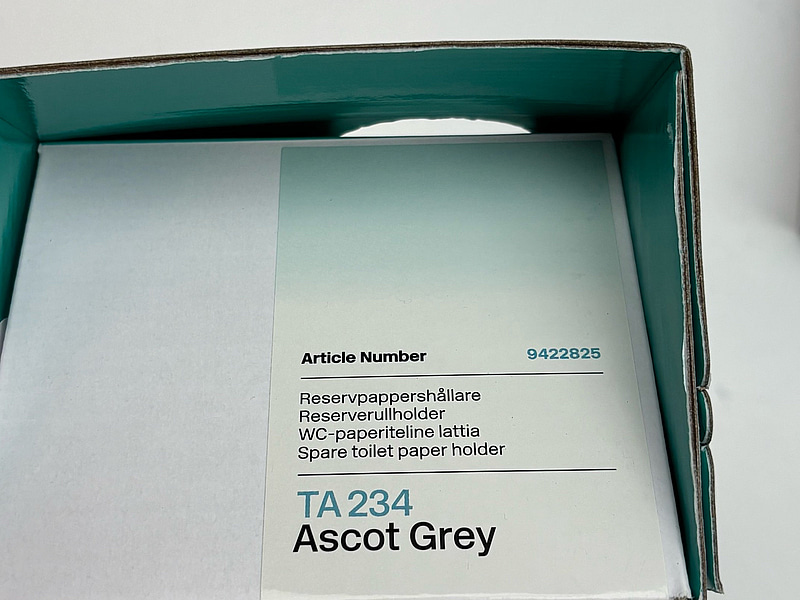 Article Number 9422825
Reservpappershållare
Reserverullholder
WC-paperiteline lattia
Spare toilet paper holder
TA 234
Ascot Grey